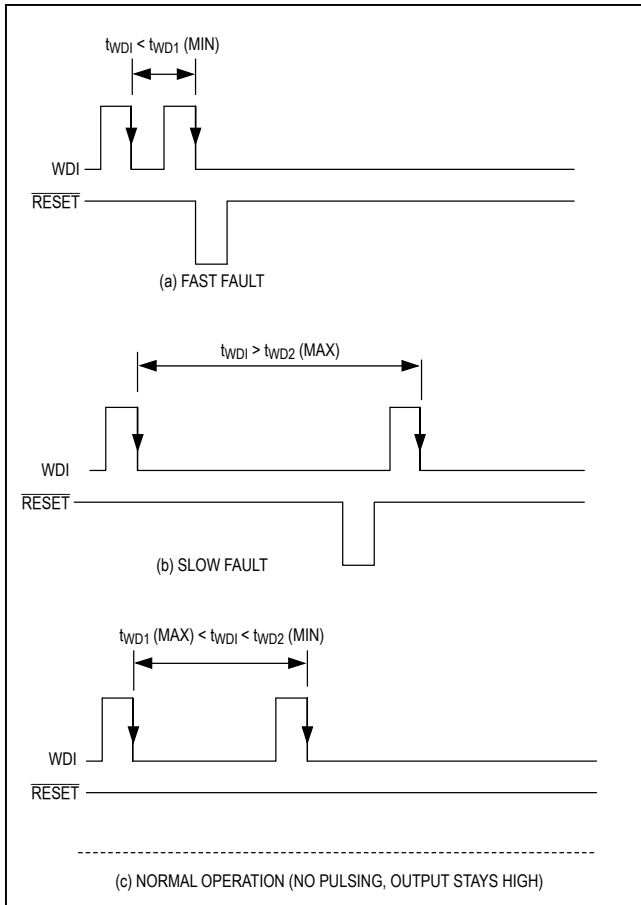 tWDI < tWD1 (MIN)
WDI
RESET
(a) FAST FAULT
tWDI > tWD2 (MAX)
WDI
RESET
(b) SLOW FAULT
tWD1 (MAX) < tWDI < tWD2 (MIN)
WDI
RESET
(c) NORMAL OPERATION (NO PULSING, OUTPUT STAYS HIGH)